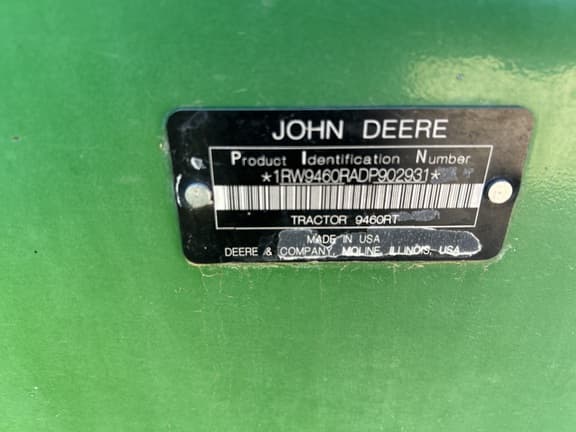 JOHN DEERE
Product Identification Number
*1RW9460RADP902931*
TRACTOR 9460RT
MADE IN USA
DEERE & COMPANY, MOLINE, ILLINOIS, USA